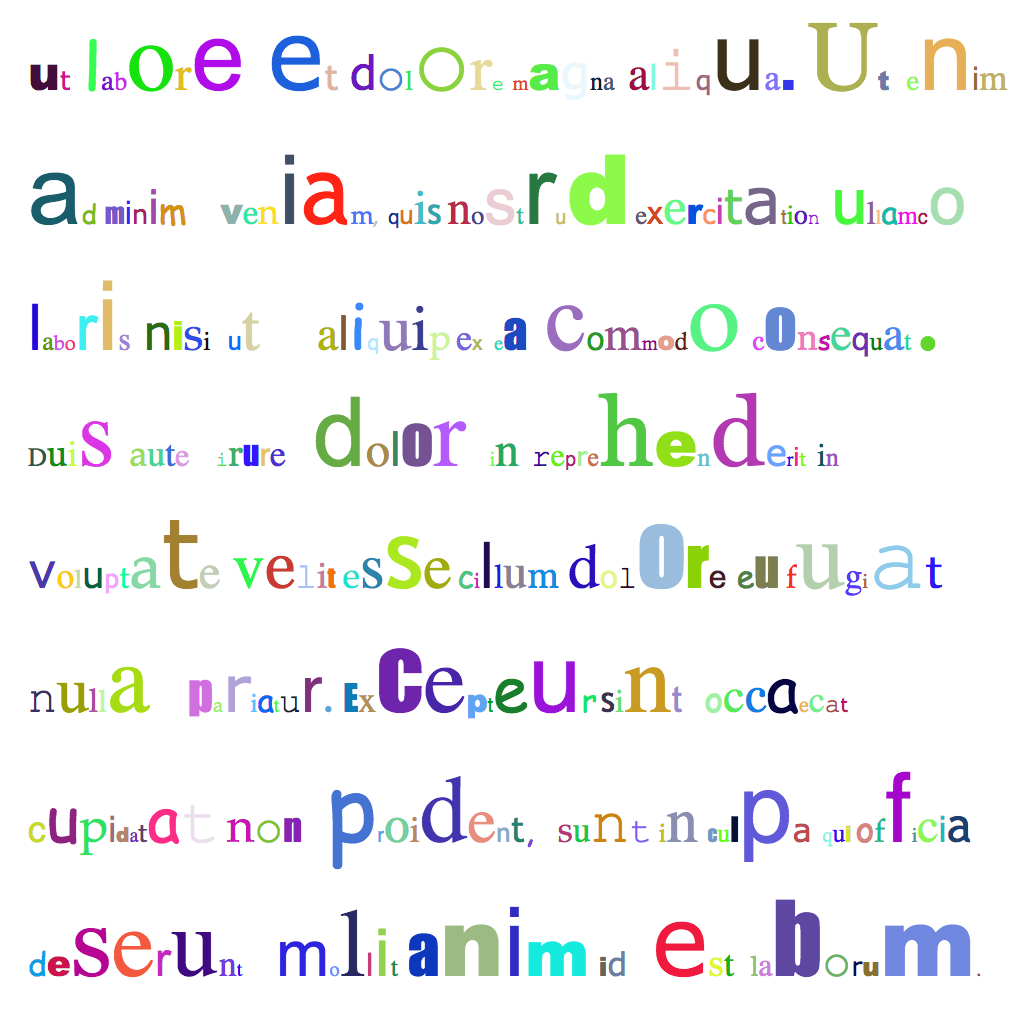 ut labore et dolore magna aliqua. Ut enim
ad minim veniam, quis nostrud exercitation ullamco
laboris nisi ut aliquip ex ea commodo consequat.
Duis aute irure dolor in reprehenderit in
voluptate velit esse cillum dolore eu fugiat
nulla pariatur. Excepteur sint occaecat
cupidatat non proident, sunt in culpa qui officia
deserunt mollit anim id est laborum.